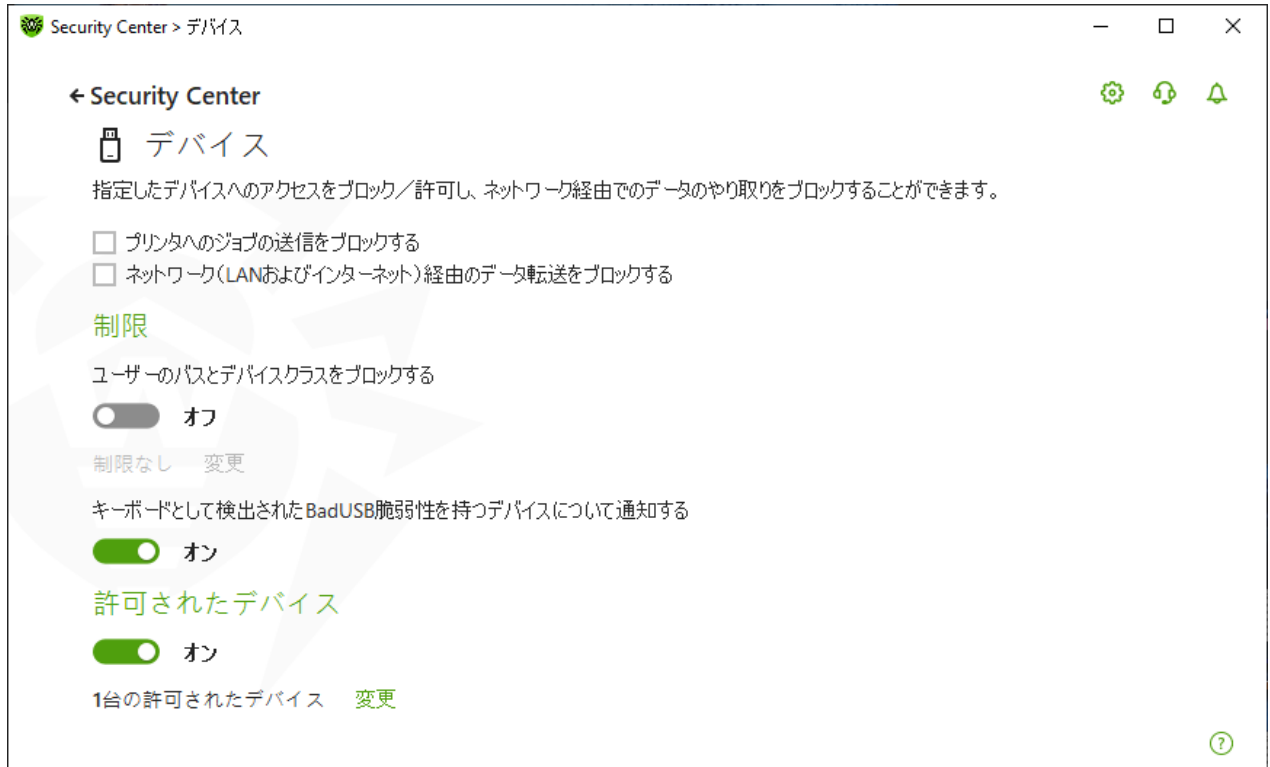 Security Center > デバイス
Security Center
デバイス
指定したデバイスへのアクセスをブロック／許可し、ネットワーク経由でのデータのやり取りをブロックすることができます。
プリンタへのジョブの送信をブロックする
ネットワーク（LANおよびインターネット）経由のデータ転送をブロックする
制限
ユーザーのバスとデバイスクラスをブロックする
オフ
制限なし 変更
キーボードとして検出されたBadUSB脆弱性を持つデバイスについて通知する
オン
許可されたデバイス
オン
1台の許可されたデバイス 変更
?